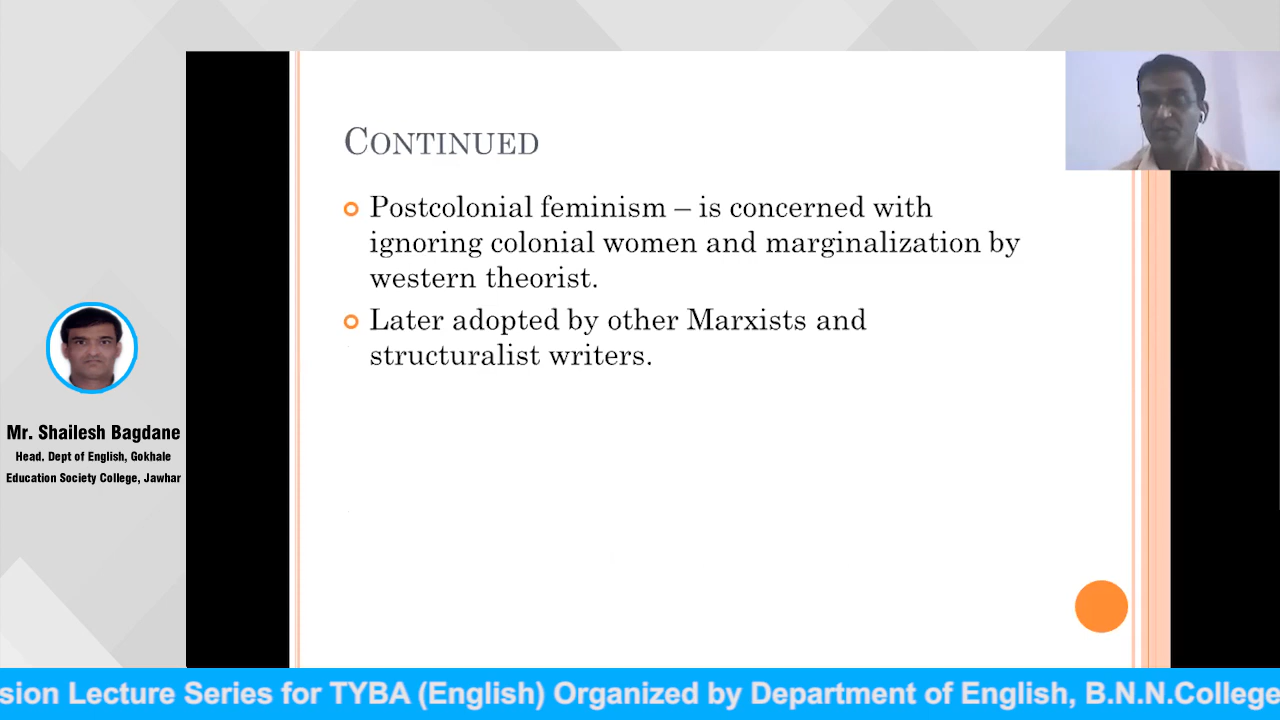 CONTINUED
Postcolonial feminism – is concerned with
ignoring colonial women and marginalization by
western theorist.
Later adopted by other Marxists and
structuralist writers.
Mr. Shailesh Bagdane
Head. Dept of English, Gokhale
Education Society College, Jawhar
sion Lecture Series for TYBA (English) Organized by Department of English, B.N.N.College